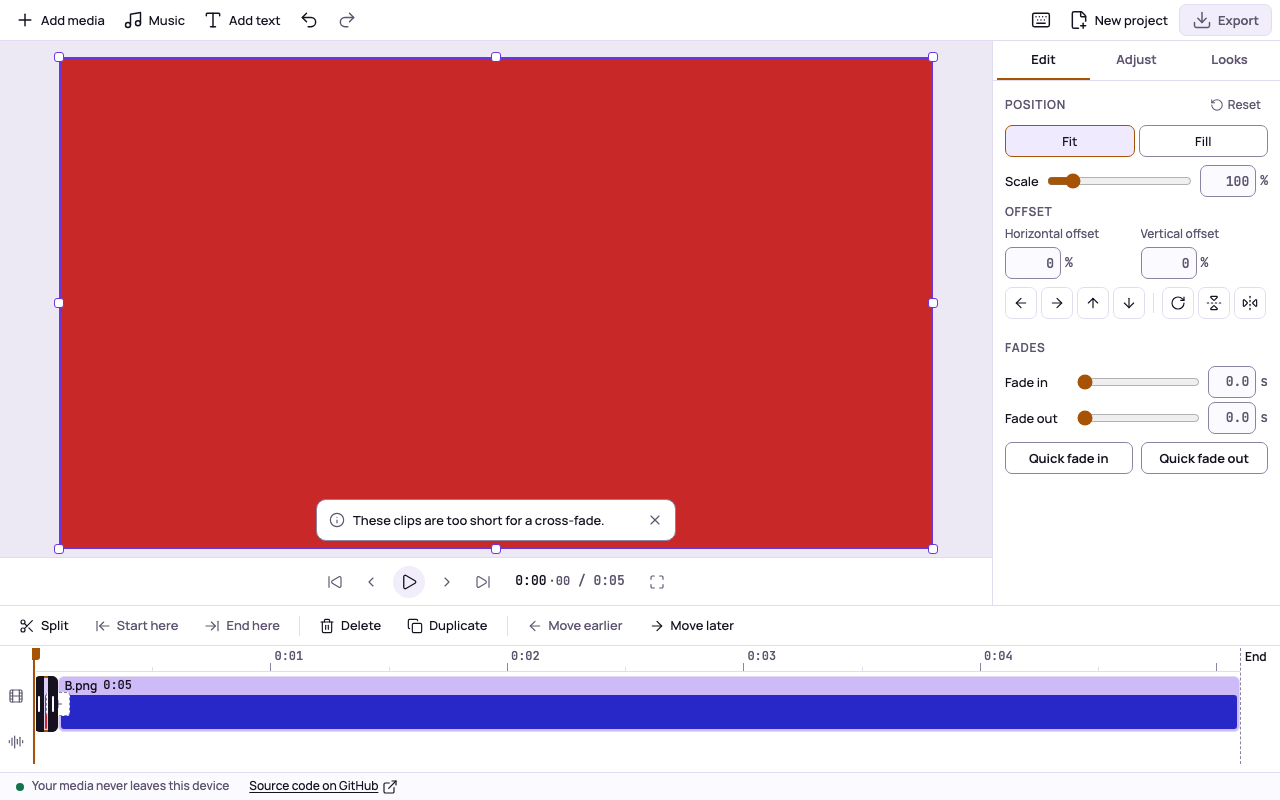 Add media Music Add text New project Export
Edit Adjust Looks
POSITION Reset
Fit Fill
Scale 100 %
OFFSET
Horizontal offset Vertical offset
0 % 0 %
FADES
Fade in 0.0 s
Fade out 0.0 s
Quick fade in Quick fade out
These clips are too short for a cross-fade.
0:00·00 / 0:05
Split Start here End here Delete Duplicate Move earlier Move later
0:01 0:02 0:03 0:04 End
B.png 0:05
Your media never leaves this device Source code on GitHub